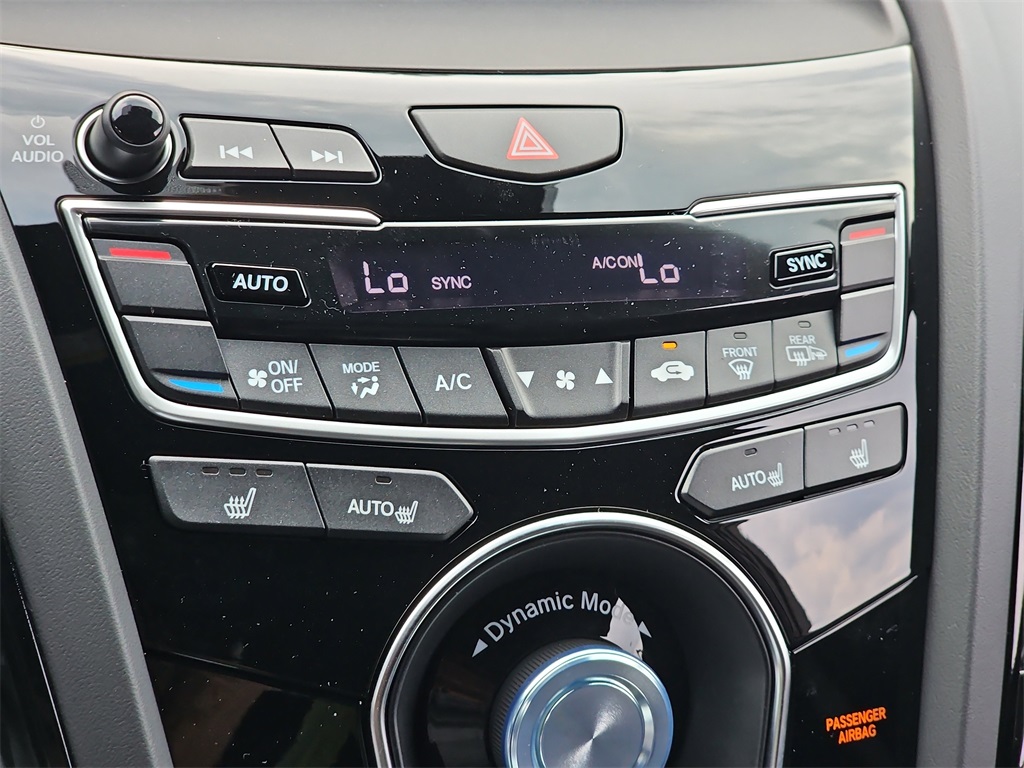 VOL
AUDIO
AUTO
Lo SYNC
A/CON Lo
SYNC
ON/
OFF
MODE
A/C
FRONT
REAR
AUTO
AUTO
Dynamic Mode
PASSENGER
AIRBAG